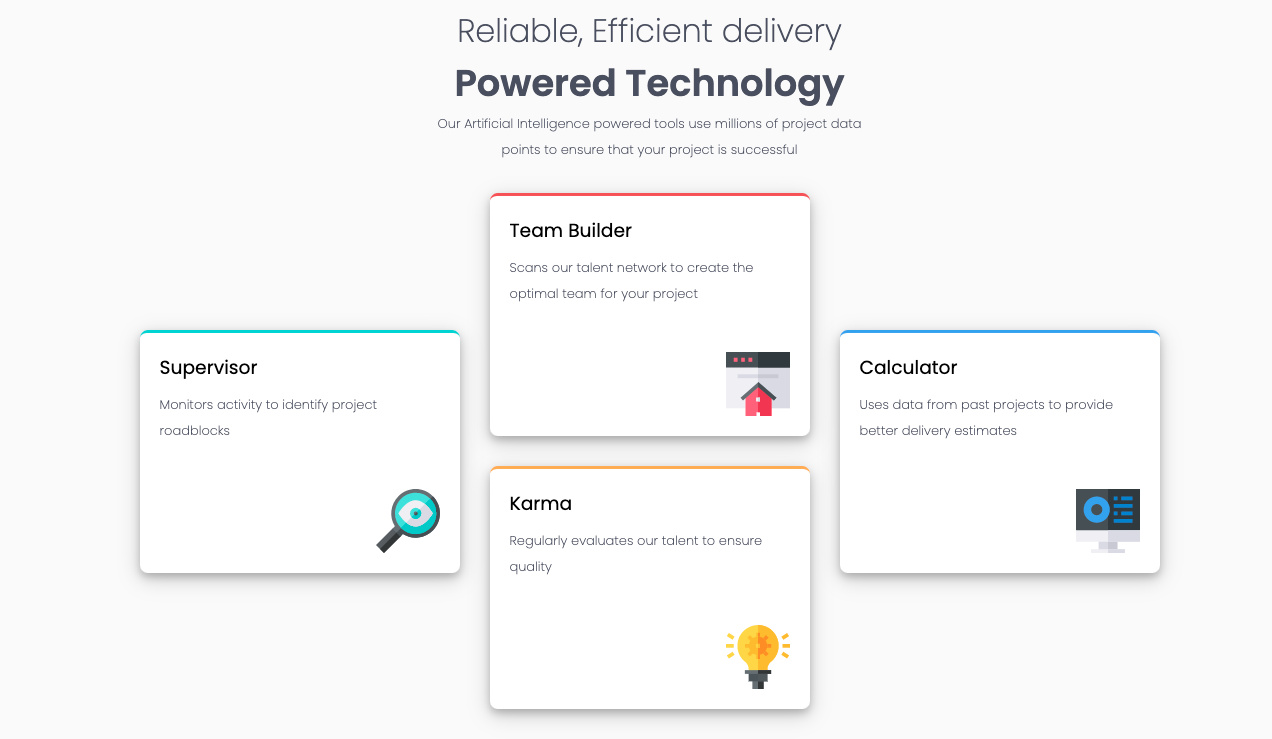 Reliable, Efficient delivery
Powered Technology
Our Artificial Intelligence powered tools use millions of project data
points to ensure that your project is successful
Team Builder
Scans our talent network to create the
optimal team for your project
Supervisor
Monitors activity to identify project
roadblocks
Calculator
Uses data from past projects to provide
better delivery estimates
Karma
Regularly evaluates our talent to ensure
quality